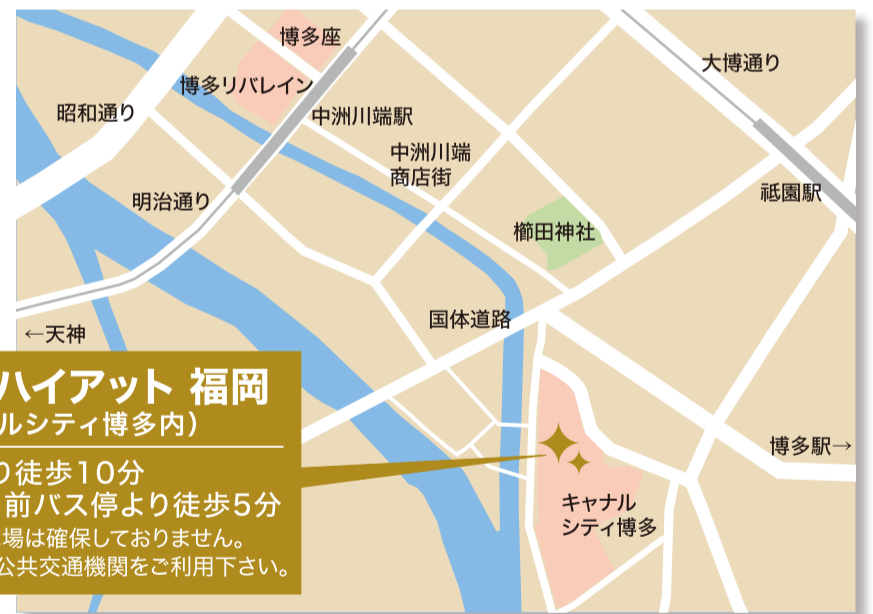 博多座
大博通り
博多リバレイン
昭和通り
中洲川端駅
中洲川端
商店街
明治通り
祇園駅
櫛田神社
国体道路
←天神
ハイアット 福岡
ルシティ博多内）
り徒歩10分
前バス停より徒歩5分
場は確保しておりません。
公共交通機関をご利用下さい。
博多駅→
キャナル
シティ博多